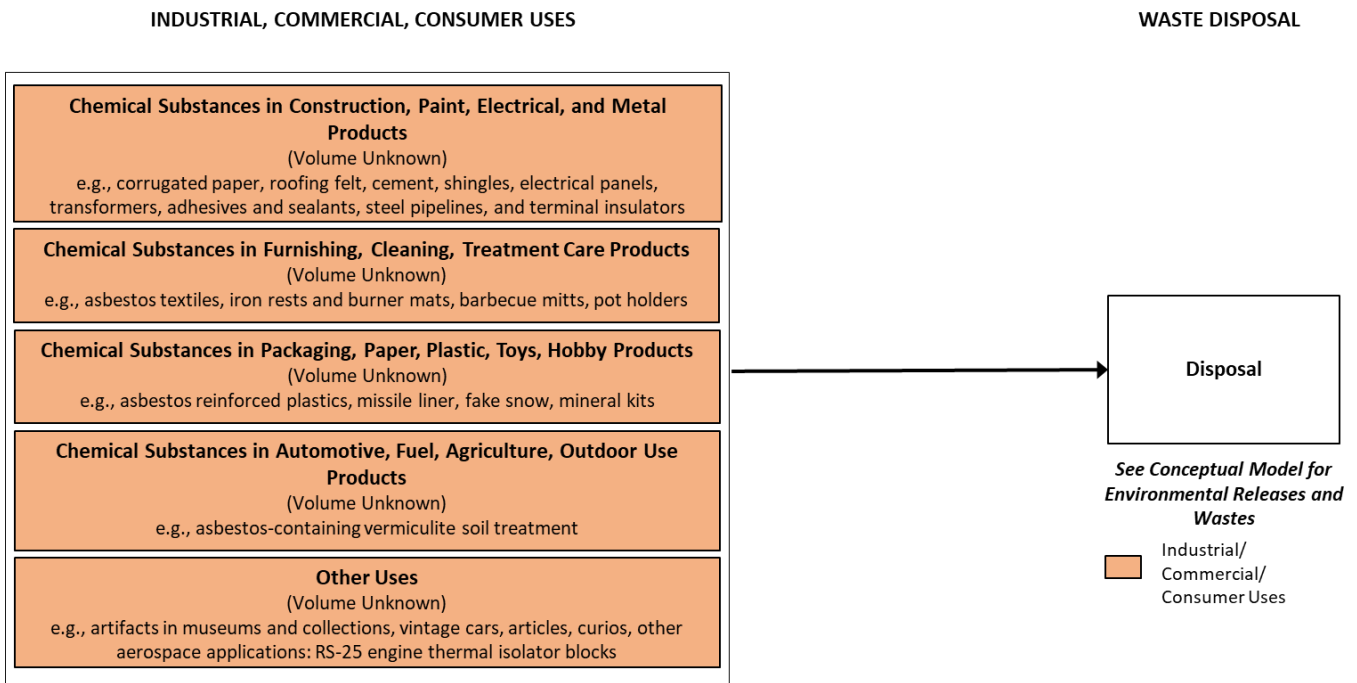 INDUSTRIAL, COMMERCIAL, CONSUMER USES
WASTE DISPOSAL
Chemical Substances in Construction, Paint, Electrical, and Metal
Products
(Volume Unknown)
e.g., corrugated paper, roofing felt, cement, shingles, electrical panels,
transformers, adhesives and sealants, steel pipelines, and terminal insulators
Chemical Substances in Furnishing, Cleaning, Treatment Care Products
(Volume Unknown)
e.g., asbestos textiles, iron rests and burner mats, barbecue mitts, pot holders
Chemical Substances in Packaging, Paper, Plastic, Toys, Hobby Products
(Volume Unknown)
e.g., asbestos reinforced plastics, missile liner, fake snow, mineral kits
Chemical Substances in Automotive, Fuel, Agriculture, Outdoor Use
Products
(Volume Unknown)
e.g., asbestos-containing vermiculite soil treatment
Other Uses
(Volume Unknown)
e.g., artifacts in museums and collections, vintage cars, articles, curios, other
aerospace applications: RS-25 engine thermal isolator blocks
Disposal
See Conceptual Model for
Environmental Releases and
Wastes
Industrial/
Commercial/
Consumer Uses